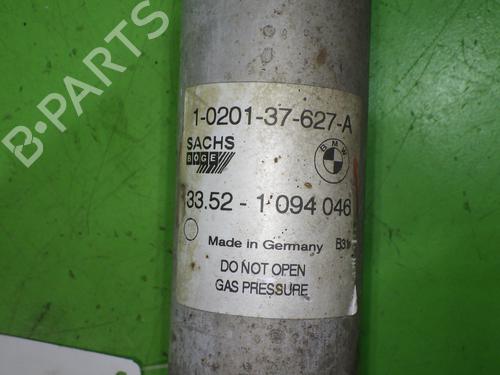 B-PARTS
1-0201-37-627-A
SACHS
BOGE
BMW
33.52 - 1 094 046
Made in Germany
DO NOT OPEN
GAS PRESSURE